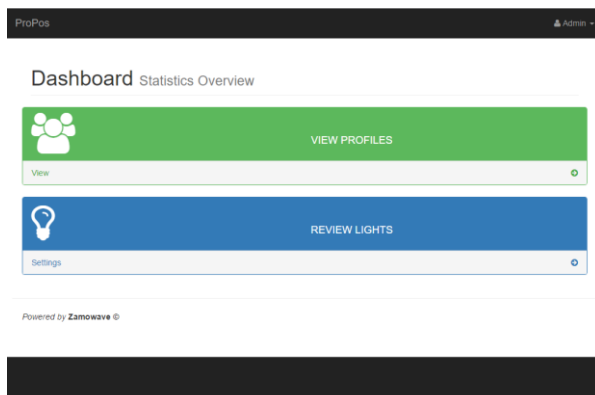 ProPos
Admin
Dashboard Statistics Overview
VIEW PROFILES
View
REVIEW LIGHTS
Settings
Powered by Zamowave ©